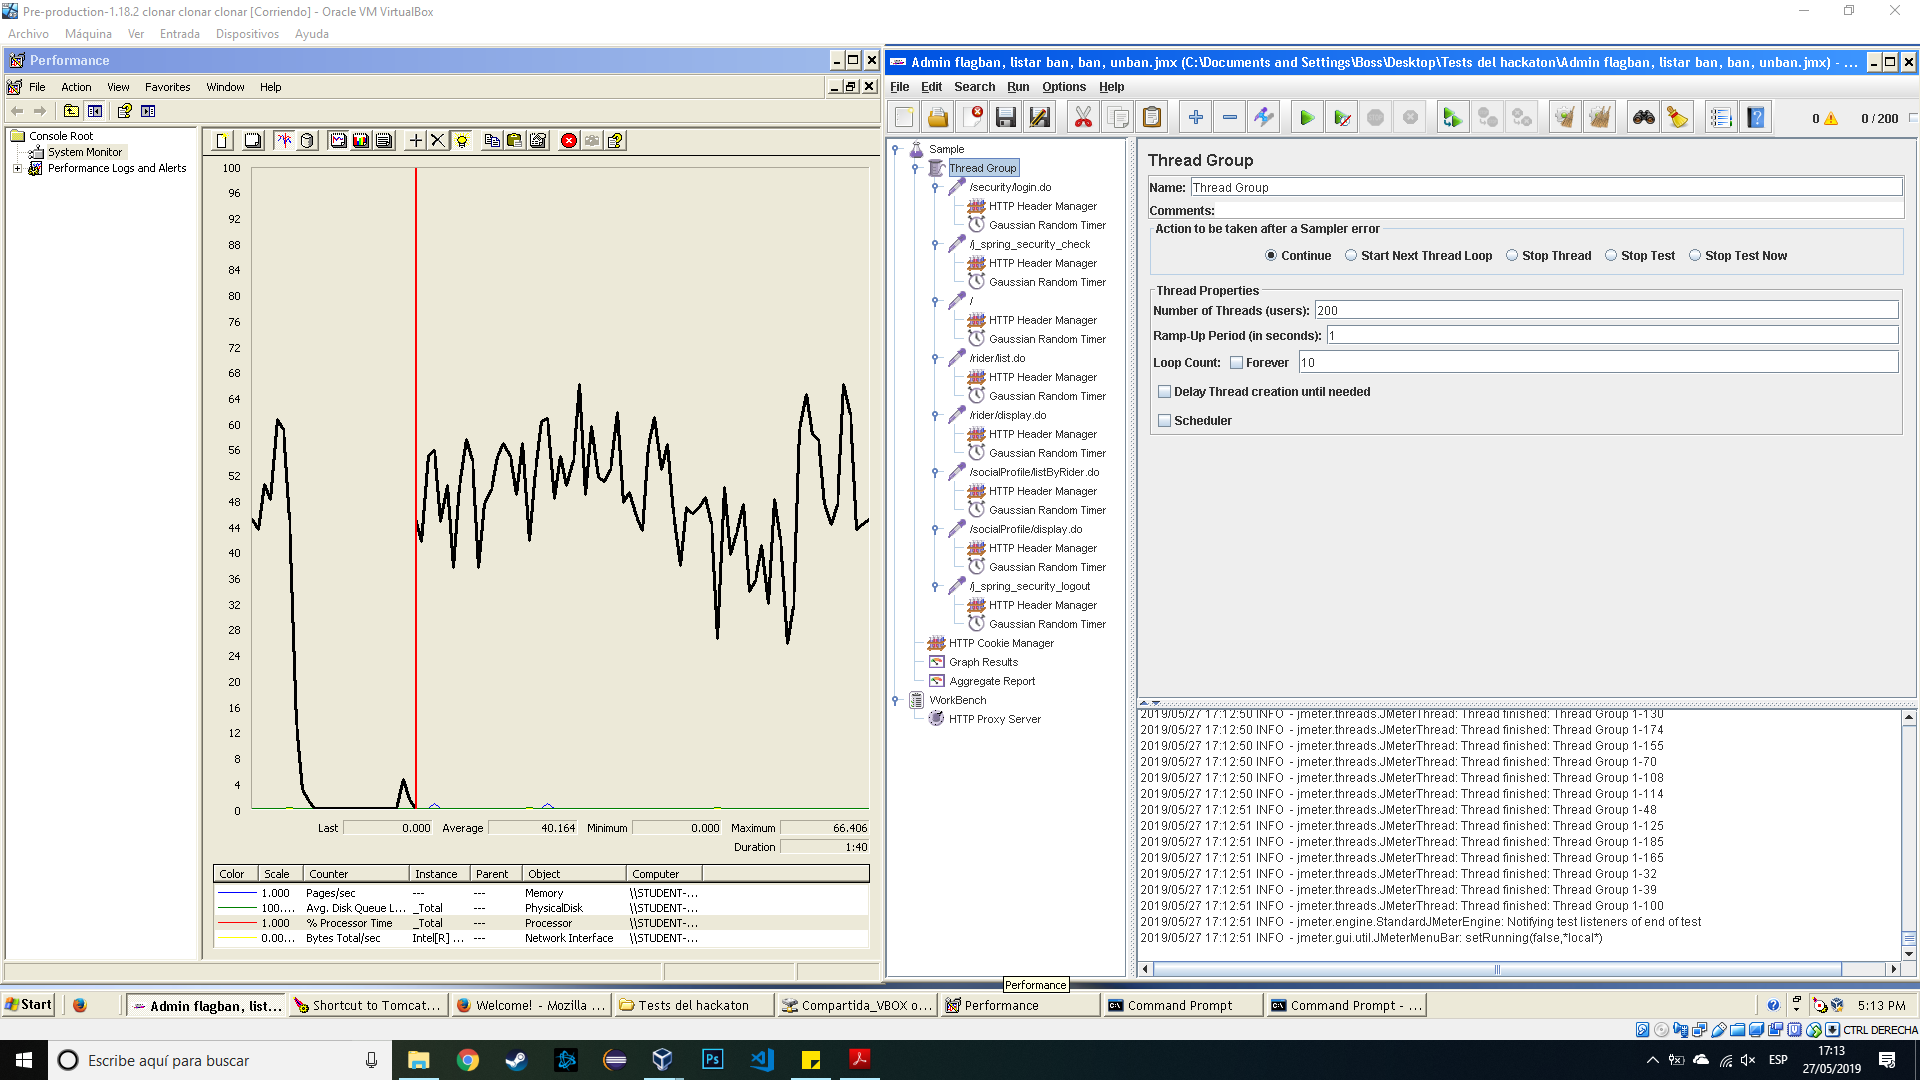 Pre-production-1.18.2 clonar clonar clonar [Corriendo] - Oracle VM VirtualBox
Archivo Máquina Ver Entrada Dispositivos Ayuda
Performance
File Action View Favorites Window Help
Console Root
System Monitor
Performance Logs and Alerts
100
96
92
88
84
80
76
72
68
64
60
56
52
48
44
40
36
32
28
24
20
16
12
8
4
0
Last 0.000 Average 40.164 Minimum 0.000 Maximum 66.406
Duration 1:40
Color Scale Counter Instance Parent Object Computer
1.000 Pages/sec --- --- Memory \\STUDENT-...
100.... Avg. Disk Queue L... _Total --- PhysicalDisk \\STUDENT-...
1.000 % Processor Time _Total --- Processor \\STUDENT-...
0.00... Bytes Total/sec Intel[R] ... --- Network Interface \\STUDENT-...
Admin flagban, listar ban, ban, unban.jmx (C:\Documents and Settings\Boss\Desktop\Tests del hackaton\Admin flagban, listar ban, ban, unban.jmx) - ...
File Edit Search Run Options Help
0 0 / 200
Sample
Thread Group
/security/login.do
HTTP Header Manager
Gaussian Random Timer
/j_spring_security_check
HTTP Header Manager
Gaussian Random Timer
/
HTTP Header Manager
Gaussian Random Timer
/rider/list.do
HTTP Header Manager
Gaussian Random Timer
/rider/display.do
HTTP Header Manager
Gaussian Random Timer
/socialProfile/listByRider.do
HTTP Header Manager
Gaussian Random Timer
/socialProfile/display.do
HTTP Header Manager
Gaussian Random Timer
/j_spring_security_logout
HTTP Header Manager
Gaussian Random Timer
HTTP Cookie Manager
Graph Results
Aggregate Report
WorkBench
HTTP Proxy Server
Thread Group
Name: Thread Group
Comments:
Action to be taken after a Sampler error
Continue Start Next Thread Loop Stop Thread Stop Test Stop Test Now
Thread Properties
Number of Threads (users): 200
Ramp-Up Period (in seconds): 1
Loop Count: Forever 10
Delay Thread creation until needed
Scheduler
2019/05/27 17:12:50 INFO - jmeter.threads.JMeterThread: Thread finished: Thread Group 1-130
2019/05/27 17:12:50 INFO - jmeter.threads.JMeterThread: Thread finished: Thread Group 1-174
2019/05/27 17:12:50 INFO - jmeter.threads.JMeterThread: Thread finished: Thread Group 1-155
2019/05/27 17:12:50 INFO - jmeter.threads.JMeterThread: Thread finished: Thread Group 1-70
2019/05/27 17:12:50 INFO - jmeter.threads.JMeterThread: Thread finished: Thread Group 1-108
2019/05/27 17:12:50 INFO - jmeter.threads.JMeterThread: Thread finished: Thread Group 1-114
2019/05/27 17:12:51 INFO - jmeter.threads.JMeterThread: Thread finished: Thread Group 1-48
2019/05/27 17:12:51 INFO - jmeter.threads.JMeterThread: Thread finished: Thread Group 1-125
2019/05/27 17:12:51 INFO - jmeter.threads.JMeterThread: Thread finished: Thread Group 1-185
2019/05/27 17:12:51 INFO - jmeter.threads.JMeterThread: Thread finished: Thread Group 1-165
2019/05/27 17:12:51 INFO - jmeter.threads.JMeterThread: Thread finished: Thread Group 1-32
2019/05/27 17:12:51 INFO - jmeter.threads.JMeterThread: Thread finished: Thread Group 1-39
2019/05/27 17:12:51 INFO - jmeter.threads.JMeterThread: Thread finished: Thread Group 1-100
2019/05/27 17:12:51 INFO - jmeter.engine.StandardJMeterEngine: Notifying test listeners of end of test
2019/05/27 17:12:51 INFO - jmeter.gui.util.JMeterMenuBar: setRunning(false,*local*)
Performance
Start Admin flagban, list... Shortcut to Tomcat... Welcome! - Mozilla ... Tests del hackaton Compartida_VBOX o... Performance Command Prompt Command Prompt - ... 5:13 PM
CTRL DERECHA
Escribe aquí para buscar
ESP
17:13
27/05/2019